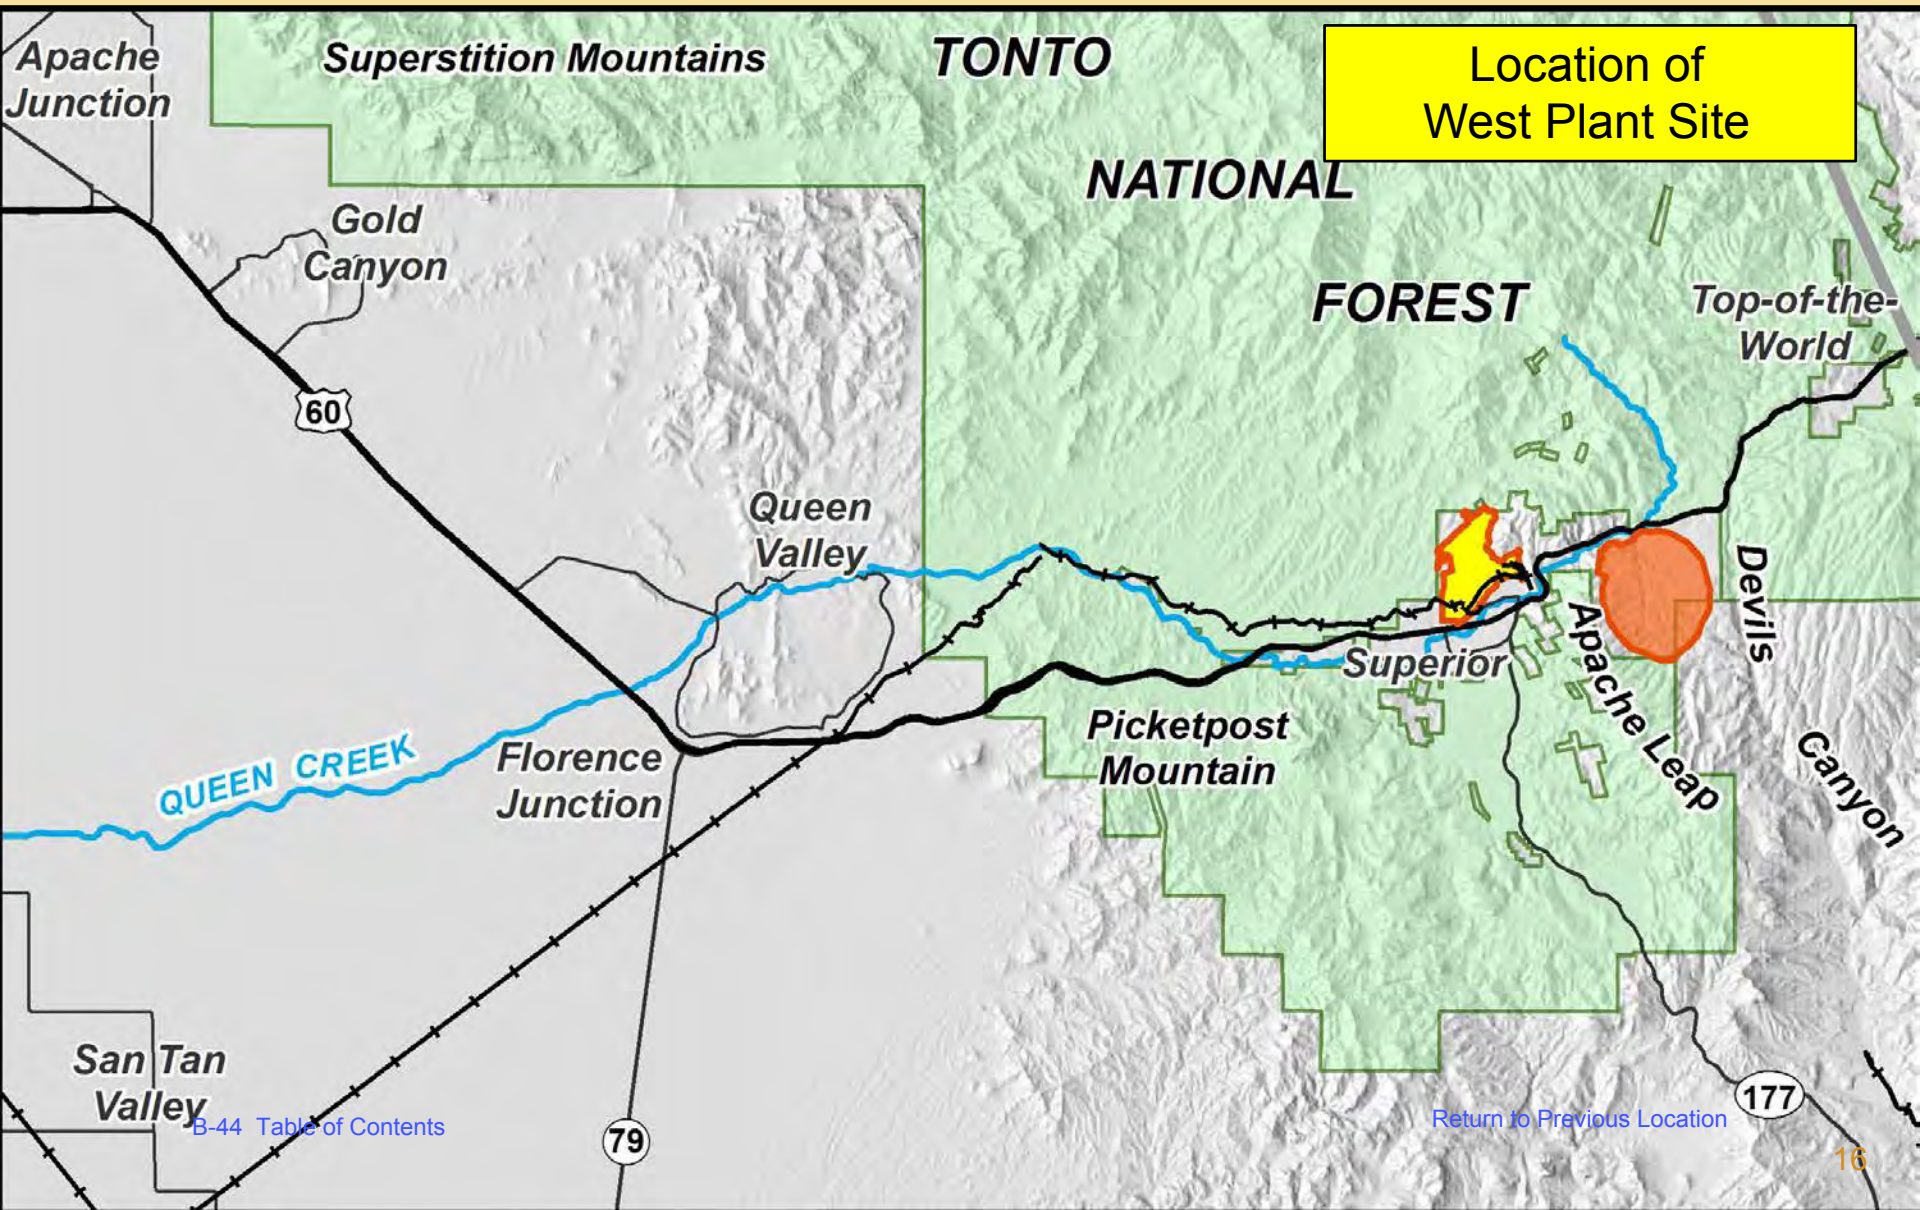 Apache
Junction
Superstition Mountains
TONTO
Location of
West Plant Site
NATIONAL
Gold
Canyon
FOREST
Top-of-the-
World
60
Queen
Valley
Devils
Apache Leap
Superior
Picketpost
Mountain
Canyon
QUEEN CREEK
Florence
Junction
San Tan
Valley
177
B-44 Table of Contents
Return to Previous Location
79
16